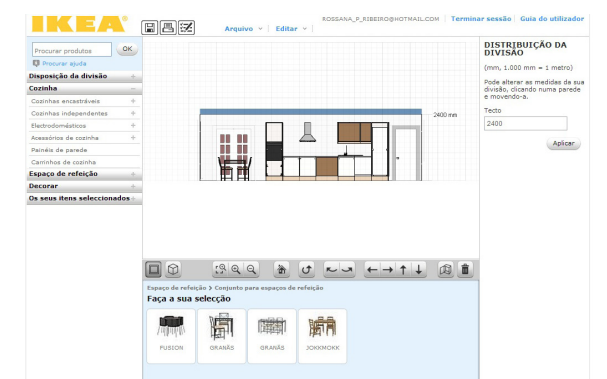 IKEA
ROSSANA_P_RIBEIRO@HOTMAIL.COM
Terminar sessão
Guia do utilizador
Arquivo
Editar
Procurar produtos
OK
Procurar ajuda
Disposição da divisão
Cozinha
Cozinhas encastráveis
Cozinhas independentes
Electrodomésticos
Acessórios de cozinha
Painéis de parede
Carrinhos de cozinha
Espaço de refeição
Decorar
Os seus itens seleccionados
2400 mm
DISTRIBUIÇÃO DA
DIVISÃO
(mm, 1.000 mm = 1 metro)
Pode alterar as medidas da sua
divisão, clicando numa parede
e movendo-a.
Tecto
2400
Aplicar
Espaço de refeição > Conjunto para espaços de refeição
Faça a sua selecção
FUSION
GRANÅS
GRANÅS
JOKKMOKK